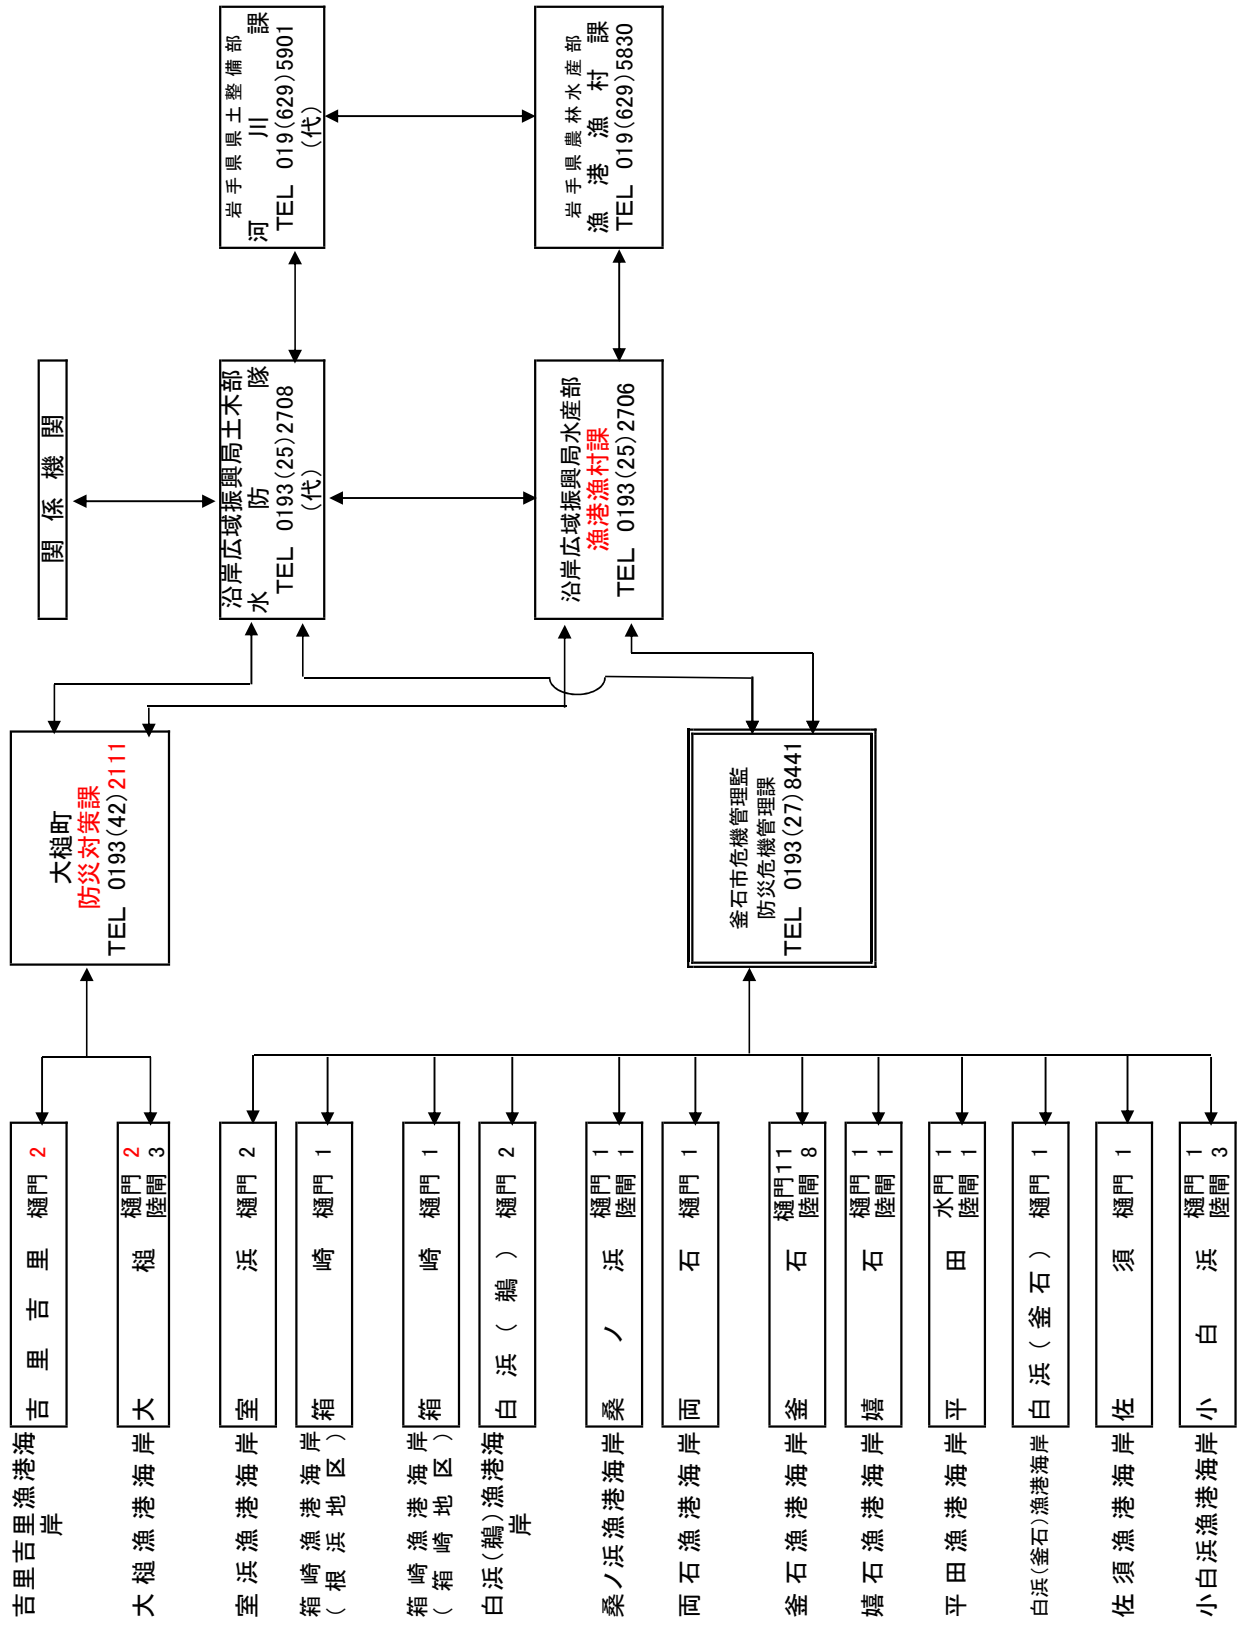 吉里吉里漁港海岸
吉里吉里 樋門 2
大槌漁港海岸
大槌 樋門 2
陸閘 3
室浜漁港海岸
室浜 樋門 2
箱崎漁港海岸
(根浜地区)
箱崎 樋門 1
箱崎漁港海岸
(箱崎地区)
箱崎 樋門 1
白浜(鵜)漁港海岸
白浜(鵜) 樋門 2
桑ノ浜漁港海岸
桑ノ浜 樋門 1
陸閘 1
両石漁港海岸
両石 樋門 1
釜石漁港海岸
釜石 樋門11
陸閘 8
嬉石漁港海岸
嬉石 樋門 1
陸閘 1
平田漁港海岸
平田 水門 1
陸閘 1
白浜(釜石)漁港海岸
白浜(釜石) 樋門 1
佐須漁港海岸
佐須 樋門 1
小白浜漁港海岸
小白浜 樋門 1
陸閘 3
大槌町
防災対策課
TEL 0193(42)2111
釜石市危機管理監
防災危機管理課
TEL 0193(27)8441
関係機関
沿岸広域振興局土木部
水防隊
TEL 0193(25)2708
(代)
沿岸広域振興局水産部
漁港漁村課
TEL 0193(25)2706
岩手県県土整備部
河川課
TEL 019(629)5901
(代)
岩手県農林水産部
漁港漁村課
TEL 019(629)5830